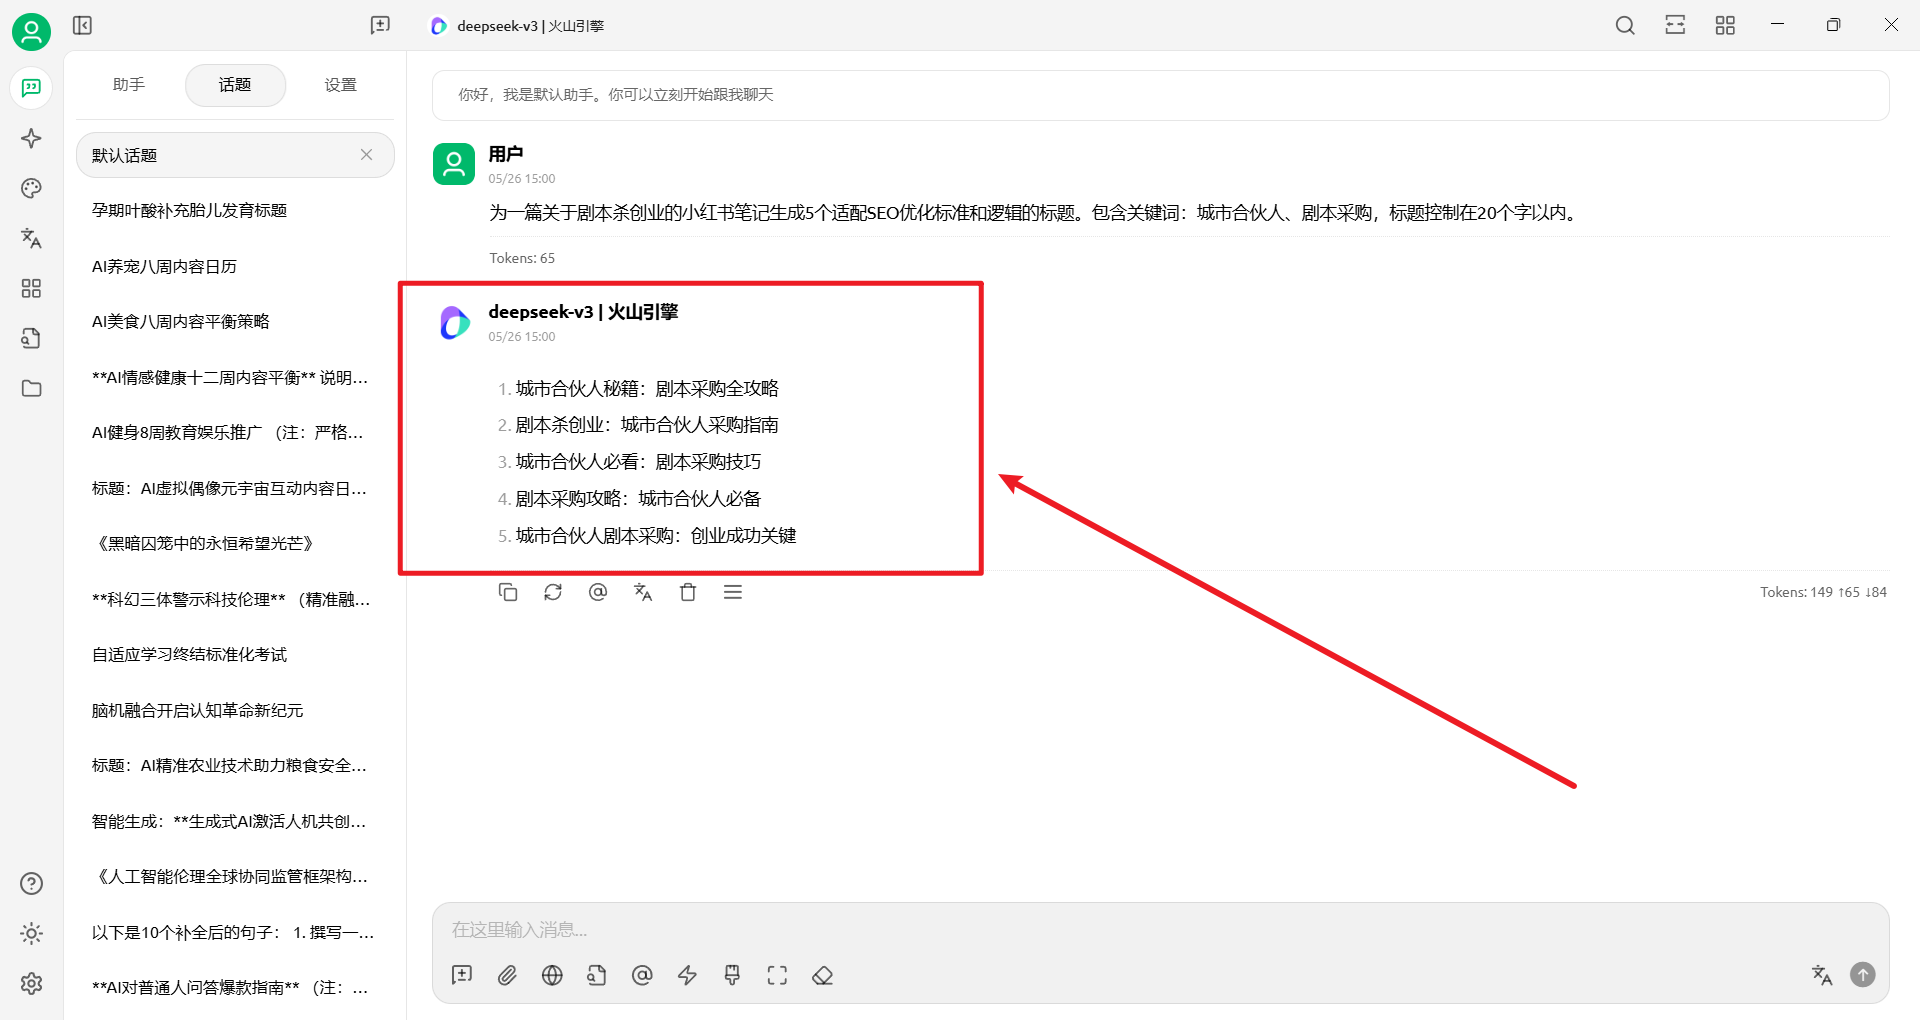 deepseek-v3 | 火山引擎
助手
话题
设置
默认话题
孕期叶酸补充胎儿发育标题
AI养宠八周内容日历
AI美食八周内容平衡策略
**AI情感健康十二周内容平衡** 说明...
AI健身8周教育娱乐推广 （注：严格...
标题：AI虚拟偶像元宇宙互动内容日...
《黑暗囚笼中的永恒希望光芒》
**科幻三体警示科技伦理** （精准融...
自适应学习终结标准化考试
脑机融合开启认知革命新纪元
标题：AI精准农业技术助力粮食安全...
智能生成：**生成式AI激活人机共创...
《人工智能伦理全球协同监管框架构...
以下是10个补全后的句子： 1. 撰写一...
**AI对普通人问答爆款指南** （注：...
你好，我是默认助手。你可以立刻开始跟我聊天
用户
05/26 15:00
为一篇关于剧本杀创业的小红书笔记生成5个适配SEO优化标准和逻辑的标题。包含关键词：城市合伙人、剧本采购，标题控制在20个字以内。
Tokens: 65
deepseek-v3 | 火山引擎
05/26 15:00
1. 城市合伙人秘籍：剧本采购全攻略
2. 剧本杀创业：城市合伙人采购指南
3. 城市合伙人必看：剧本采购技巧
4. 剧本采购攻略：城市合伙人必备
5. 城市合伙人剧本采购：创业成功关键
Tokens: 149 ↑65 ↓84
在这里输入消息...